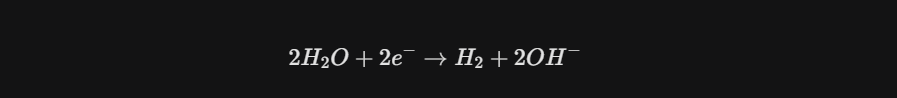 2H₂O + 2e⁻ → H₂ + 2OH⁻